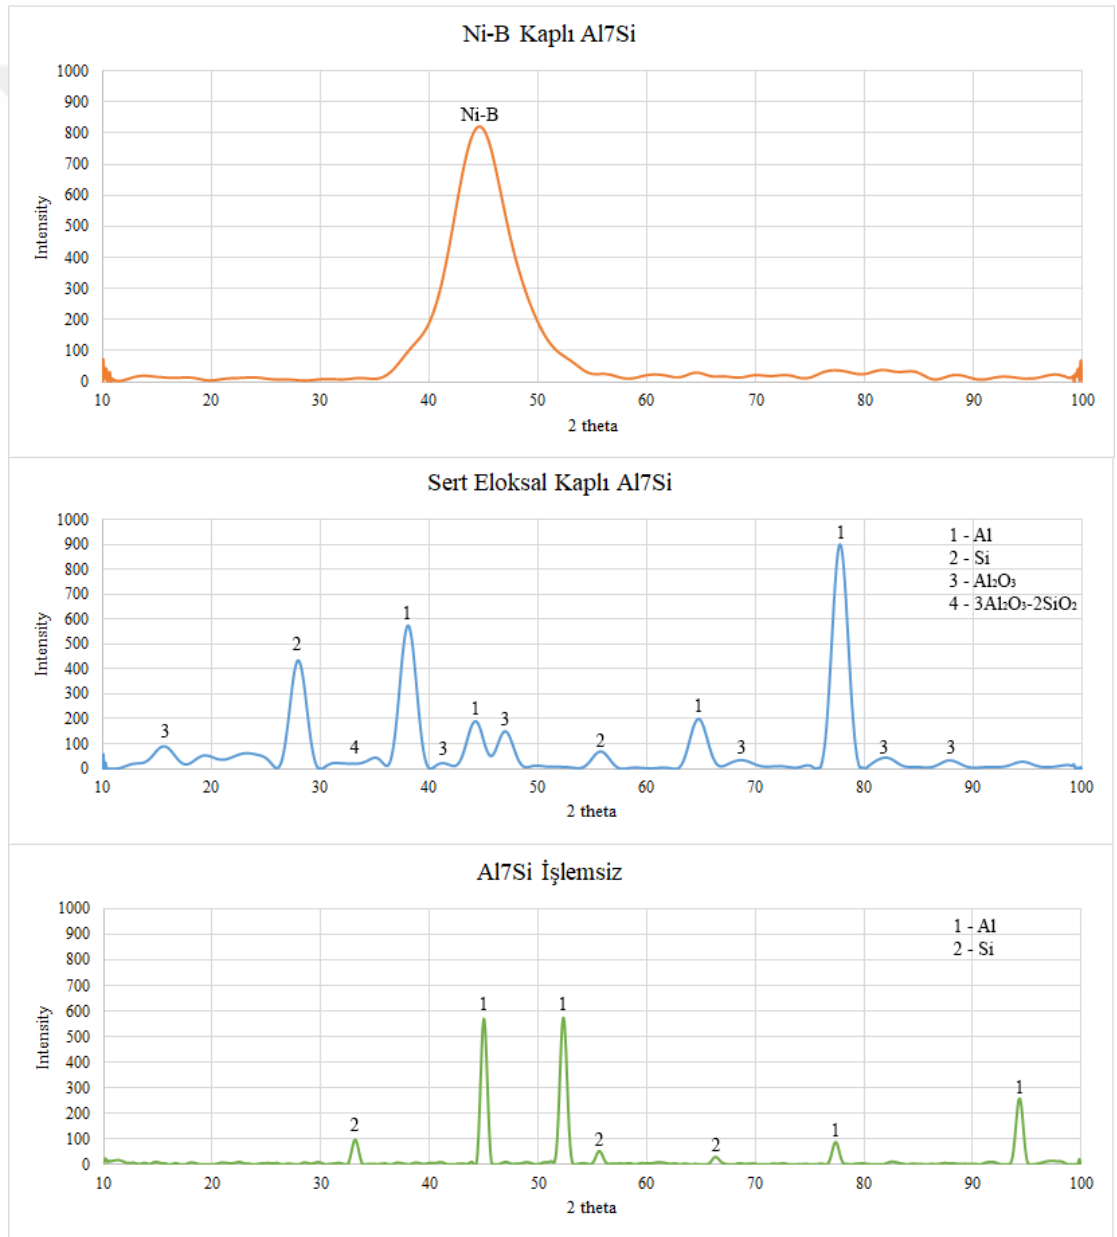 Ni-B Kaplı Al7Si
1000
900
800
700
600
500
400
300
200
100
0
Intensity
Ni-B
10 20 30 40 50 60 70 80 90 100
2 theta
Sert Eloksal Kaplı Al7Si
1000
900
800
700
600
500
400
300
200
100
0
Intensity
3 2 4 1 3 1 3 2 1 3 1 3 3
1 - Al
2 - Si
3 - Al₂O₃
4 - 3Al₂O₃-2SiO₂
10 20 30 40 50 60 70 80 90 100
2 theta
Al7Si İşlemsiz
1000
900
800
700
600
500
400
300
200
100
0
Intensity
2 1 1 2 2 1 1
1 - Al
2 - Si
10 20 30 40 50 60 70 80 90 100
2 theta